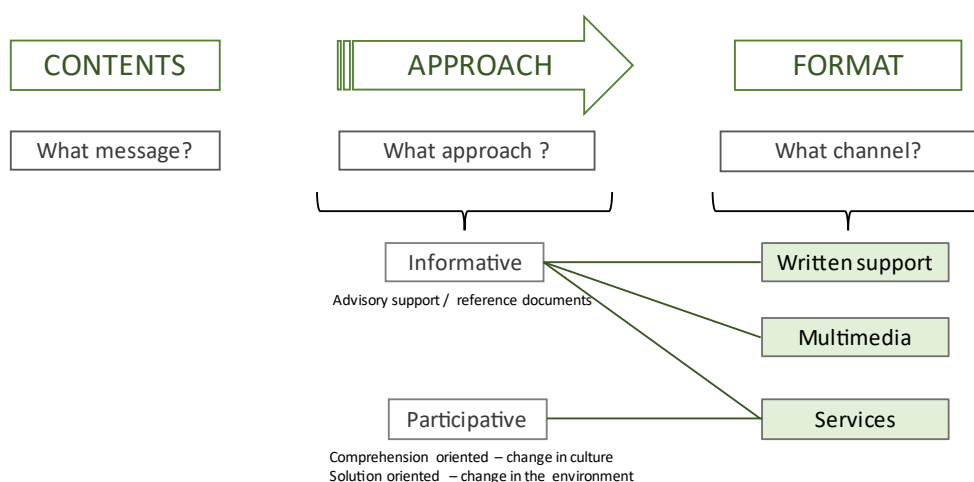 CONTENTS
APPROACH
FORMAT
What message?
What approach ?
What channel?
Informative
Written support
Advisory support / reference documents
Multimedia
Participative
Services
Comprehension oriented – change in culture
Solution oriented – change in the environment